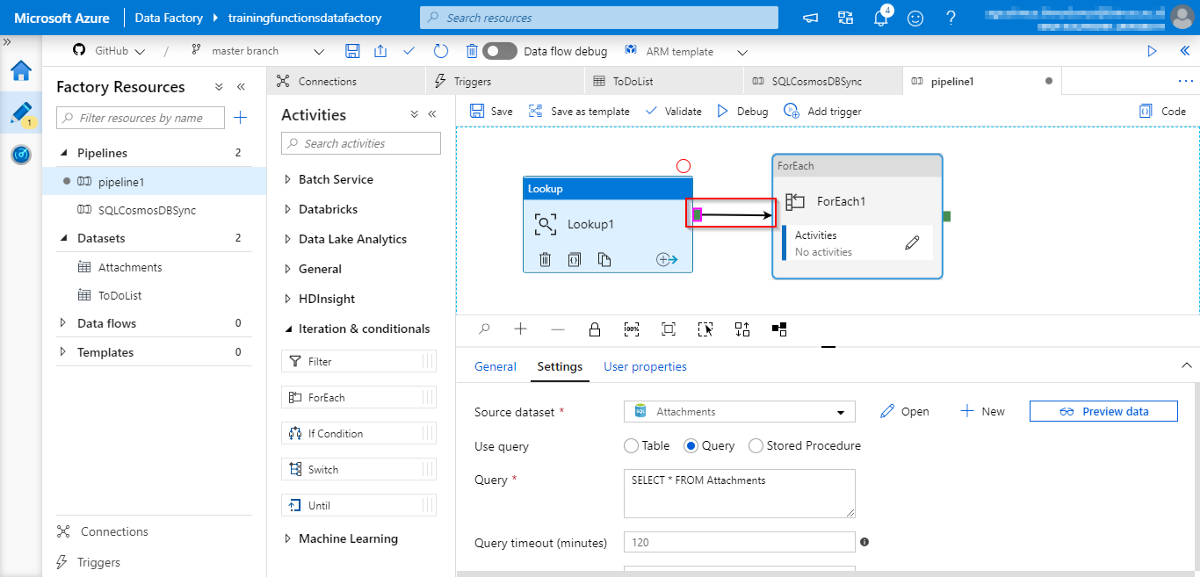 Microsoft Azure
Data Factory
trainingfunctionsdatafactory
Search resources
4
GitHub
/
master branch
Data flow debug
ARM template
1
Factory Resources
Filter resources by name
Pipelines 2
pipeline1
SQLCosmosDBSync
Datasets 2
Attachments
ToDoList
Data flows 0
Templates 0
Connections
Triggers
Connections
Triggers
ToDoList
SQLCosmosDBSync
pipeline1
Activities
Search activities
Batch Service
Databricks
Data Lake Analytics
General
HDInsight
Iteration & conditionals
Filter
ForEach
If Condition
Switch
Until
Machine Learning
Save
Save as template
Validate
Debug
Add trigger
Code
Lookup
Lookup1
ForEach
ForEach1
Activities
No activities
100%
General
Settings
User properties
Source dataset *
SQL
Attachments
Open
New
Preview data
Use query
Table
Query
Stored Procedure
Query *
SELECT * FROM Attachments
Query timeout (minutes)
120